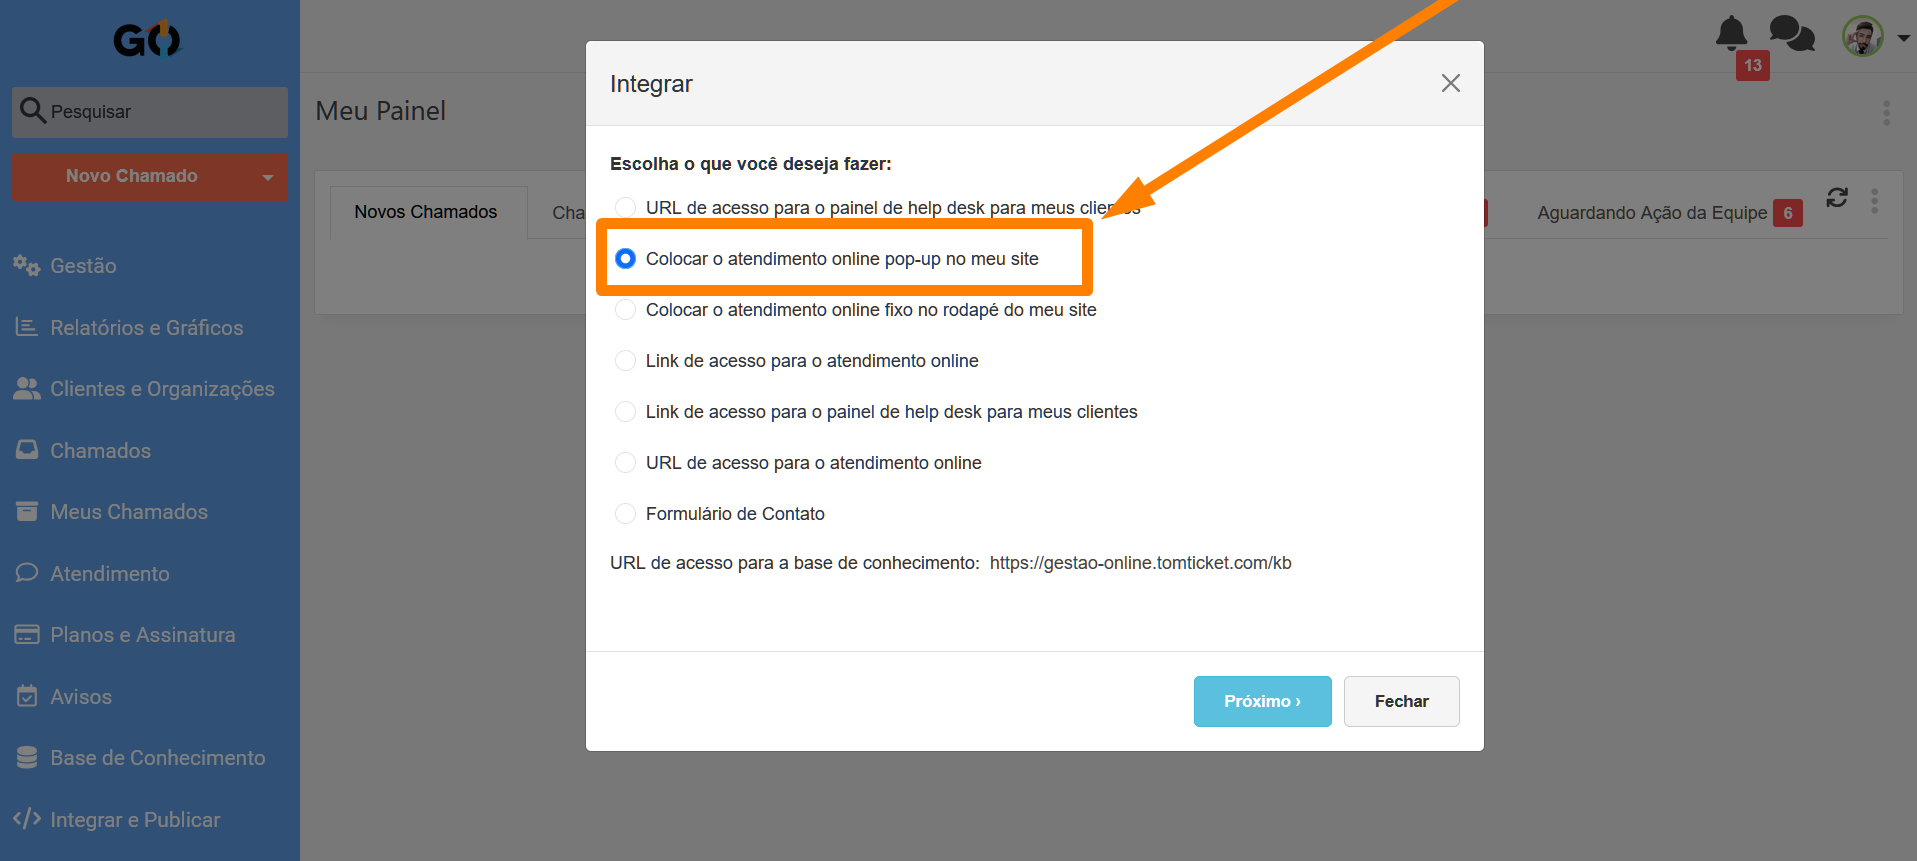 GO
Pesquisar
Novo Chamado
Gestão
Relatórios e Gráficos
Clientes e Organizações
Chamados
Meus Chamados
Atendimento
Planos e Assinatura
Avisos
Base de Conhecimento
Integrar e Publicar
13
Meu Painel
Novos Chamados
Cha
Aguardando Ação da Equipe 6
Integrar
Escolha o que você deseja fazer:
URL de acesso para o painel de help desk para meus clientes
Colocar o atendimento online pop-up no meu site
Colocar o atendimento online fixo no rodapé do meu site
Link de acesso para o atendimento online
Link de acesso para o painel de help desk para meus clientes
URL de acesso para o atendimento online
Formulário de Contato
URL de acesso para a base de conhecimento: https://gestao-online.tomticket.com/kb
Próximo ›
Fechar